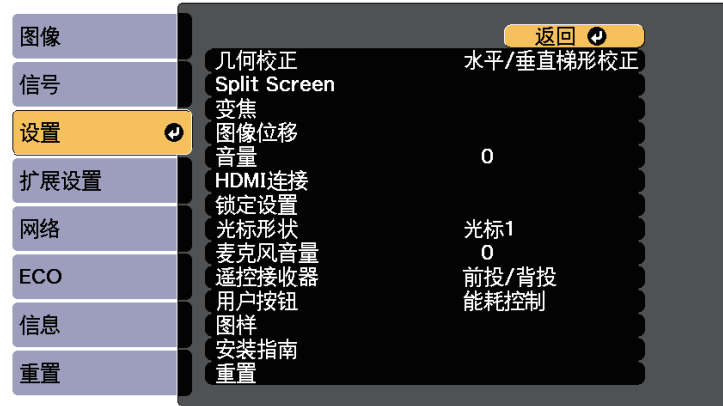 图像
信号
设置
扩展设置
网络
ECO
信息
重置
返回
几何校正 水平/垂直梯形校正
Split Screen
变焦
图像位移
音量 0
HDMI连接
锁定设置
光标形状 光标1
麦克风音量 0
遥控接收器 前投/背投
用户按钮 能耗控制
图样
安装指南
重置